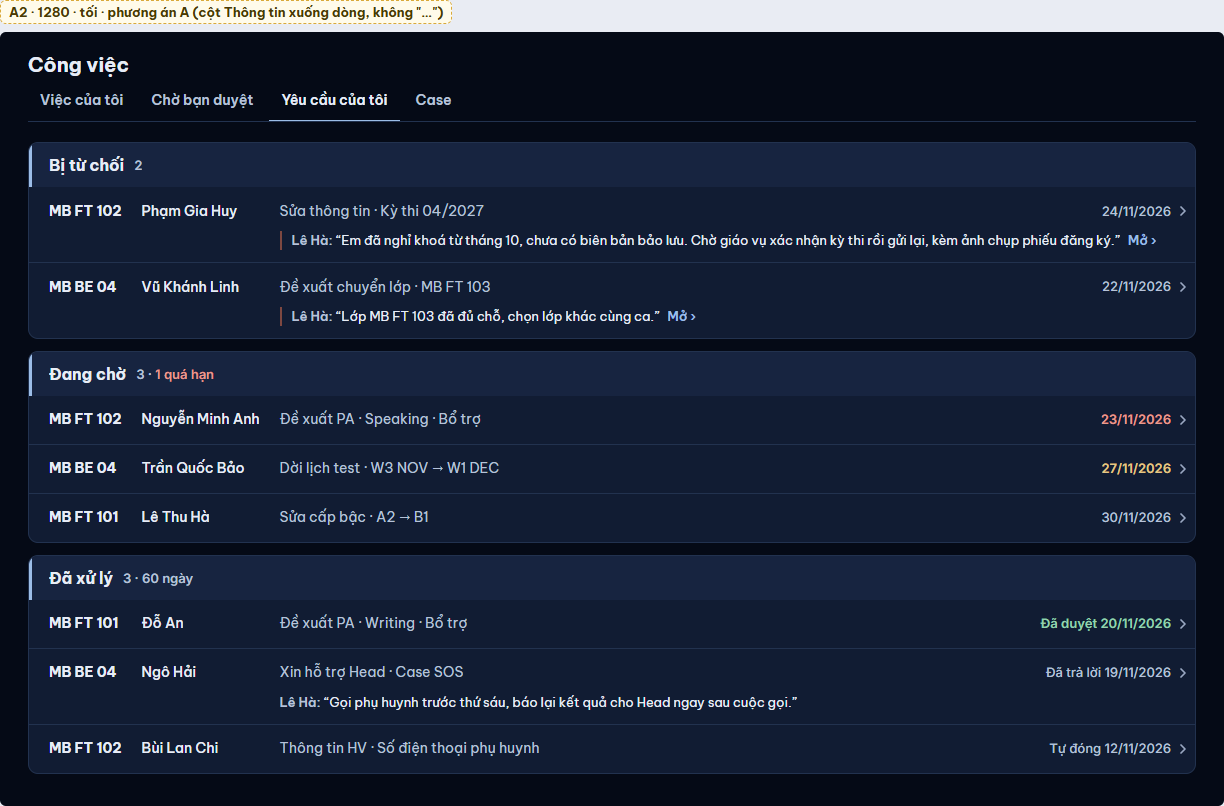 A2 · 1280 · tối · phương án A (cột Thông tin xuống dòng, không "…")
Công việc
Việc của tôi Chờ bạn duyệt Yêu cầu của tôi Case
Bị từ chối 2
MB FT 102 Phạm Gia Huy Sửa thông tin · Kỳ thi 04/2027 24/11/2026 ›
Lê Hà: “Em đã nghỉ khoá từ tháng 10, chưa có biên bản bảo lưu. Chờ giáo vụ xác nhận kỳ thi rồi gửi lại, kèm ảnh chụp phiếu đăng ký.” Mở ›
MB BE 04 Vũ Khánh Linh Đề xuất chuyển lớp · MB FT 103 22/11/2026 ›
Lê Hà: “Lớp MB FT 103 đã đủ chỗ, chọn lớp khác cùng ca.” Mở ›
Đang chờ 3 · 1 quá hạn
MB FT 102 Nguyễn Minh Anh Đề xuất PA · Speaking · Bổ trợ 23/11/2026 ›
MB BE 04 Trần Quốc Bảo Dời lịch test · W3 NOV → W1 DEC 27/11/2026 ›
MB FT 101 Lê Thu Hà Sửa cấp bậc · A2 → B1 30/11/2026 ›
Đã xử lý 3 · 60 ngày
MB FT 101 Đỗ An Đề xuất PA · Writing · Bổ trợ Đã duyệt 20/11/2026 ›
MB BE 04 Ngô Hải Xin hỗ trợ Head · Case SOS Đã trả lời 19/11/2026 ›
Lê Hà: “Gọi phụ huynh trước thứ sáu, báo lại kết quả cho Head ngay sau cuộc gọi.”
MB FT 102 Bùi Lan Chi Thông tin HV · Số điện thoại phụ huynh Tự đóng 12/11/2026 ›